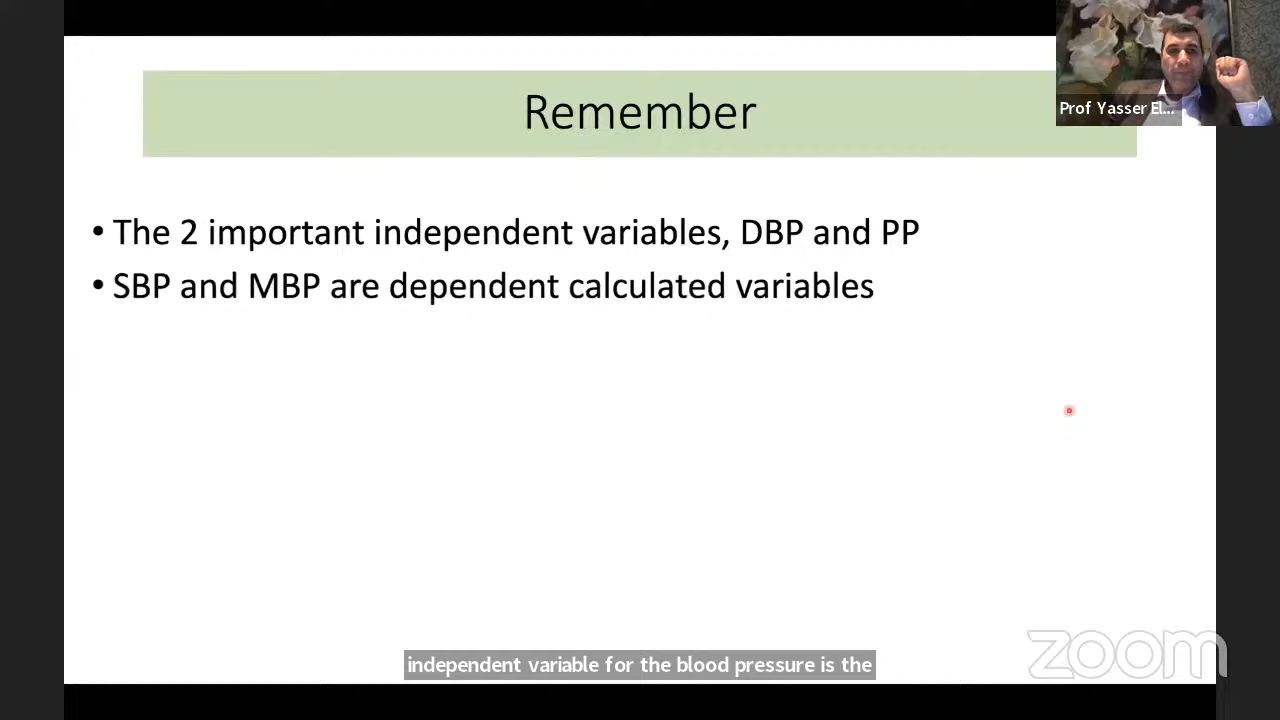 Remember
Prof Yasser El...
• The 2 important independent variables, DBP and PP
• SBP and MBP are dependent calculated variables
independent variable for the blood pressure is the
zoom